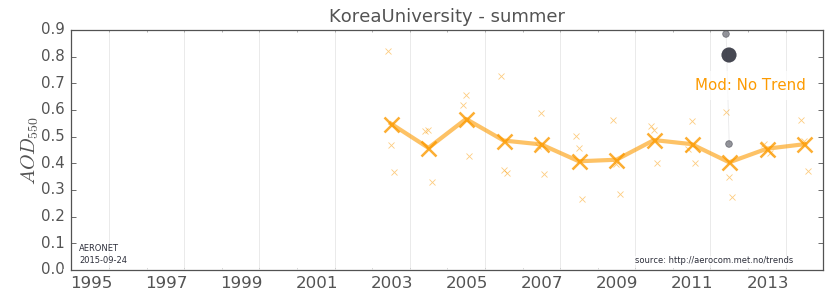 KoreaUniversity - summer
0.9
0.8
0.7
0.6
0.5
0.4
0.3
0.2
0.1
0.0
AOD550
Mod: No Trend
AERONET
2015-09-24
source: http://aerocom.met.no/trends
1995 1997 1999 2001 2003 2005 2007 2009 2011 2013